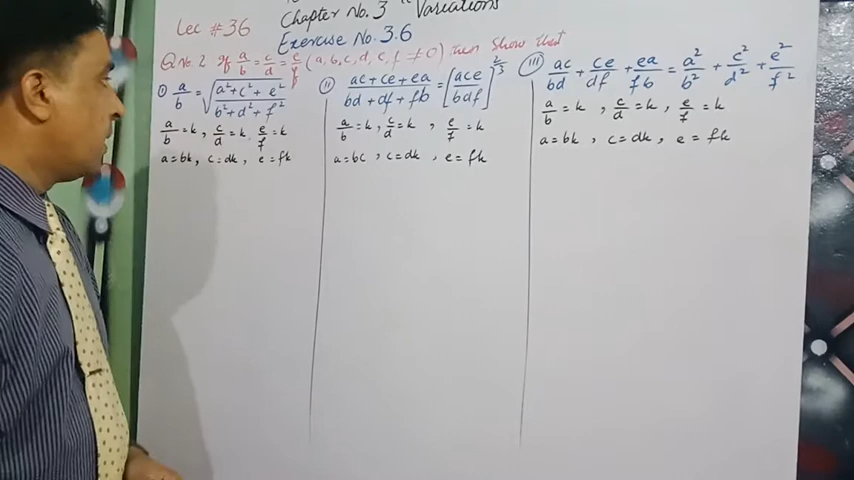 Lec #36
Chapter No. 3 " Variations
Exercise No. 3.6
Q No. 2 If a/b = c/d = e/f (a, b, c, d, e, f ≠ 0) Then show that
(i) a/b = √((a²+c²+e²)/(b²+d²+f²))
a/b = k, c/d = k, e/f = k
a = bk, c = dk, e = fk
(ii) (ac+ce+ea)/(bd+df+fb) = [ace/bdf]^(2/3)
a/b = k, c/d = k, e/f = k
a = bc, c = dk, e = fk
(iii) ac/bd + ce/df + ea/fb = a²/b² + c²/d² + e²/f²
a/b = k, c/d = k, e/f = k
a = bk, c = dk, e = fk